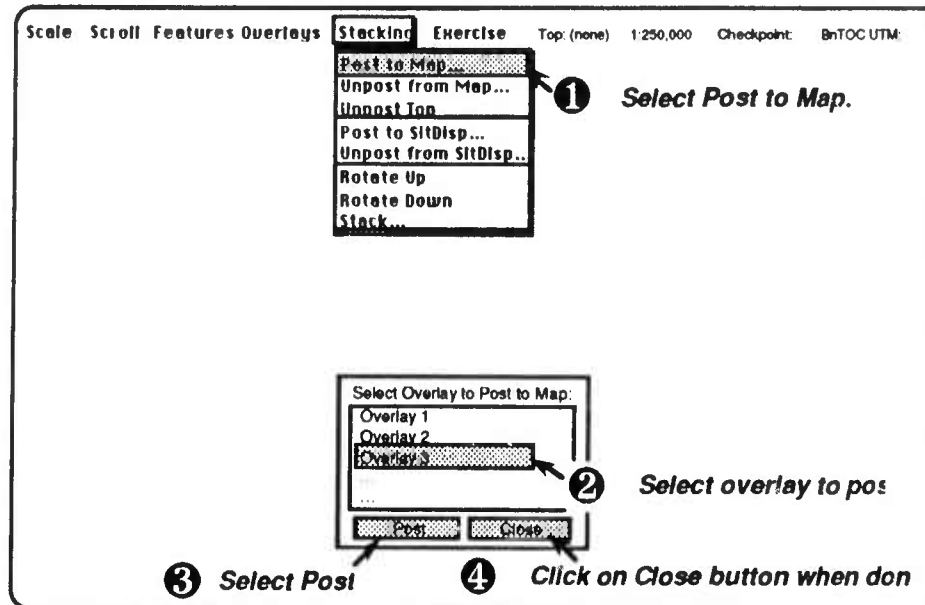 Scale Scroll Features Overlays Stacking Exercise Top: (none) 1:250,000 Checkpoint: BnTOC UTM:
Post to Map...
Unpost from Map...
Unpost Top
Post to SitDisp...
Unpost from SitDisp..
Rotate Up
Rotate Down
Stack...
1 Select Post to Map.
Select Overlay to Post to Map:
Overlay 1
Overlay 2
Overlay 3
...
2 Select overlay to pos
Post Close
3 Select Post
4 Click on Close button when don